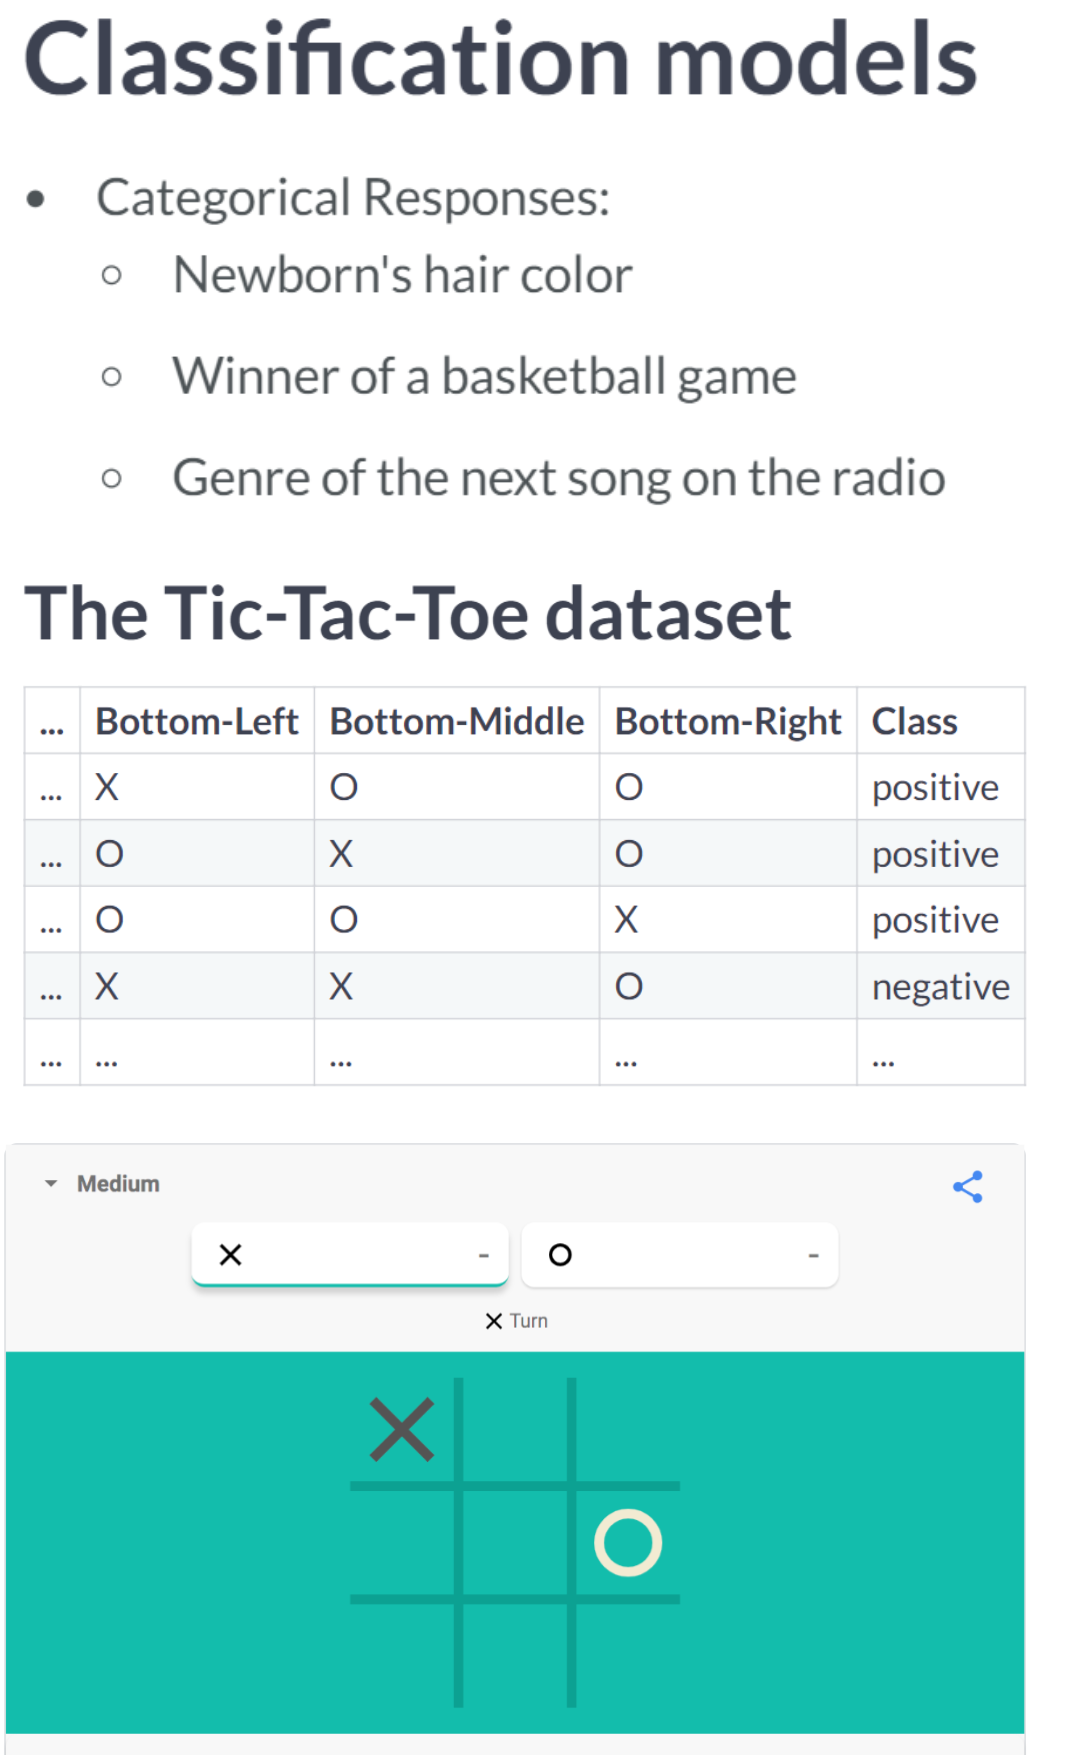 Classification models
• Categorical Responses:
○ Newborn's hair color
○ Winner of a basketball game
○ Genre of the next song on the radio
The Tic-Tac-Toe dataset
... Bottom-Left Bottom-Middle Bottom-Right Class
... X O O positive
... O X O positive
... O O X positive
... X X O negative
... ... ... ... ...
Medium
X - O -
X Turn
X
O